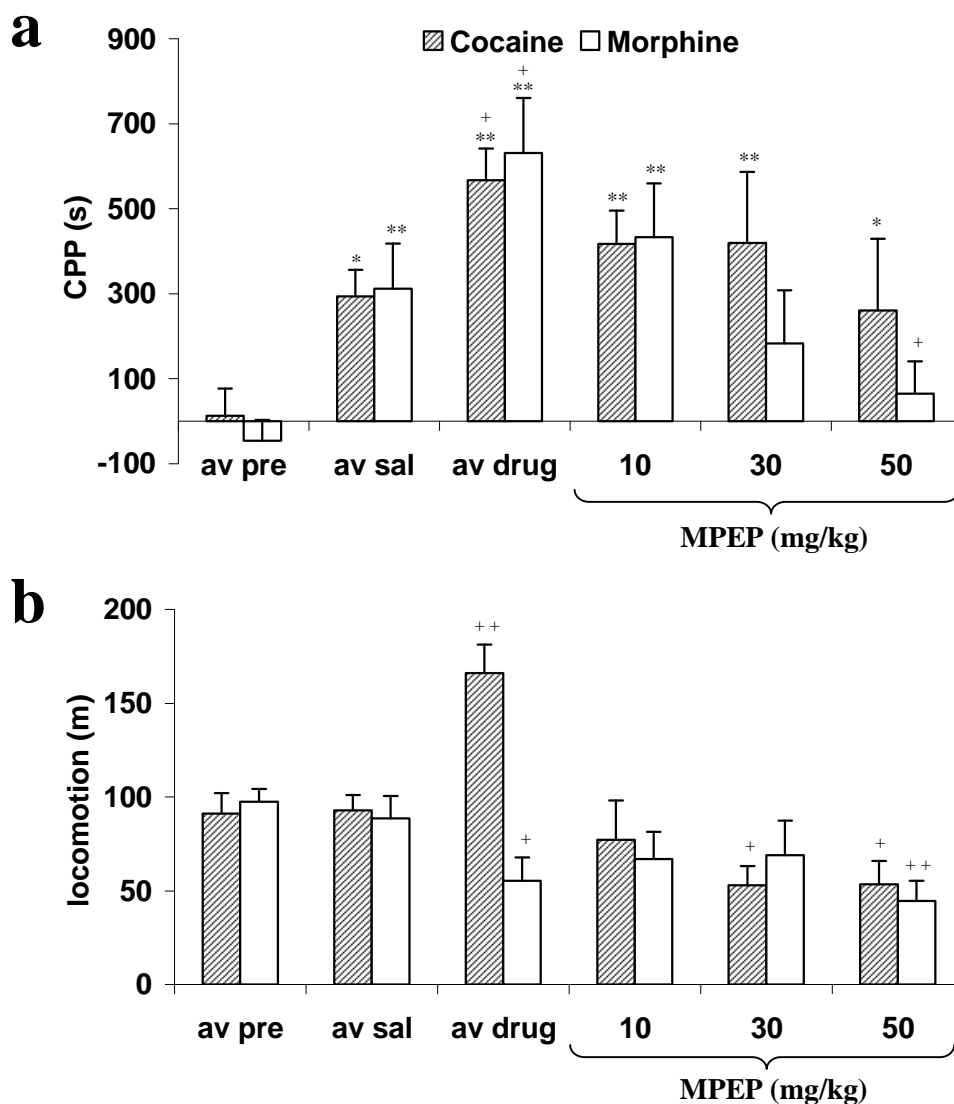 a
900
700
500
300
100
-100
CPP (s)
Cocaine Morphine
* ** + ** + ** ** ** ** * +
av pre av sal av drug 10 30 50
MPEP (mg/kg)
b
200
150
100
50
0
locomotion (m)
++ + + + ++
av pre av sal av drug 10 30 50
MPEP (mg/kg)